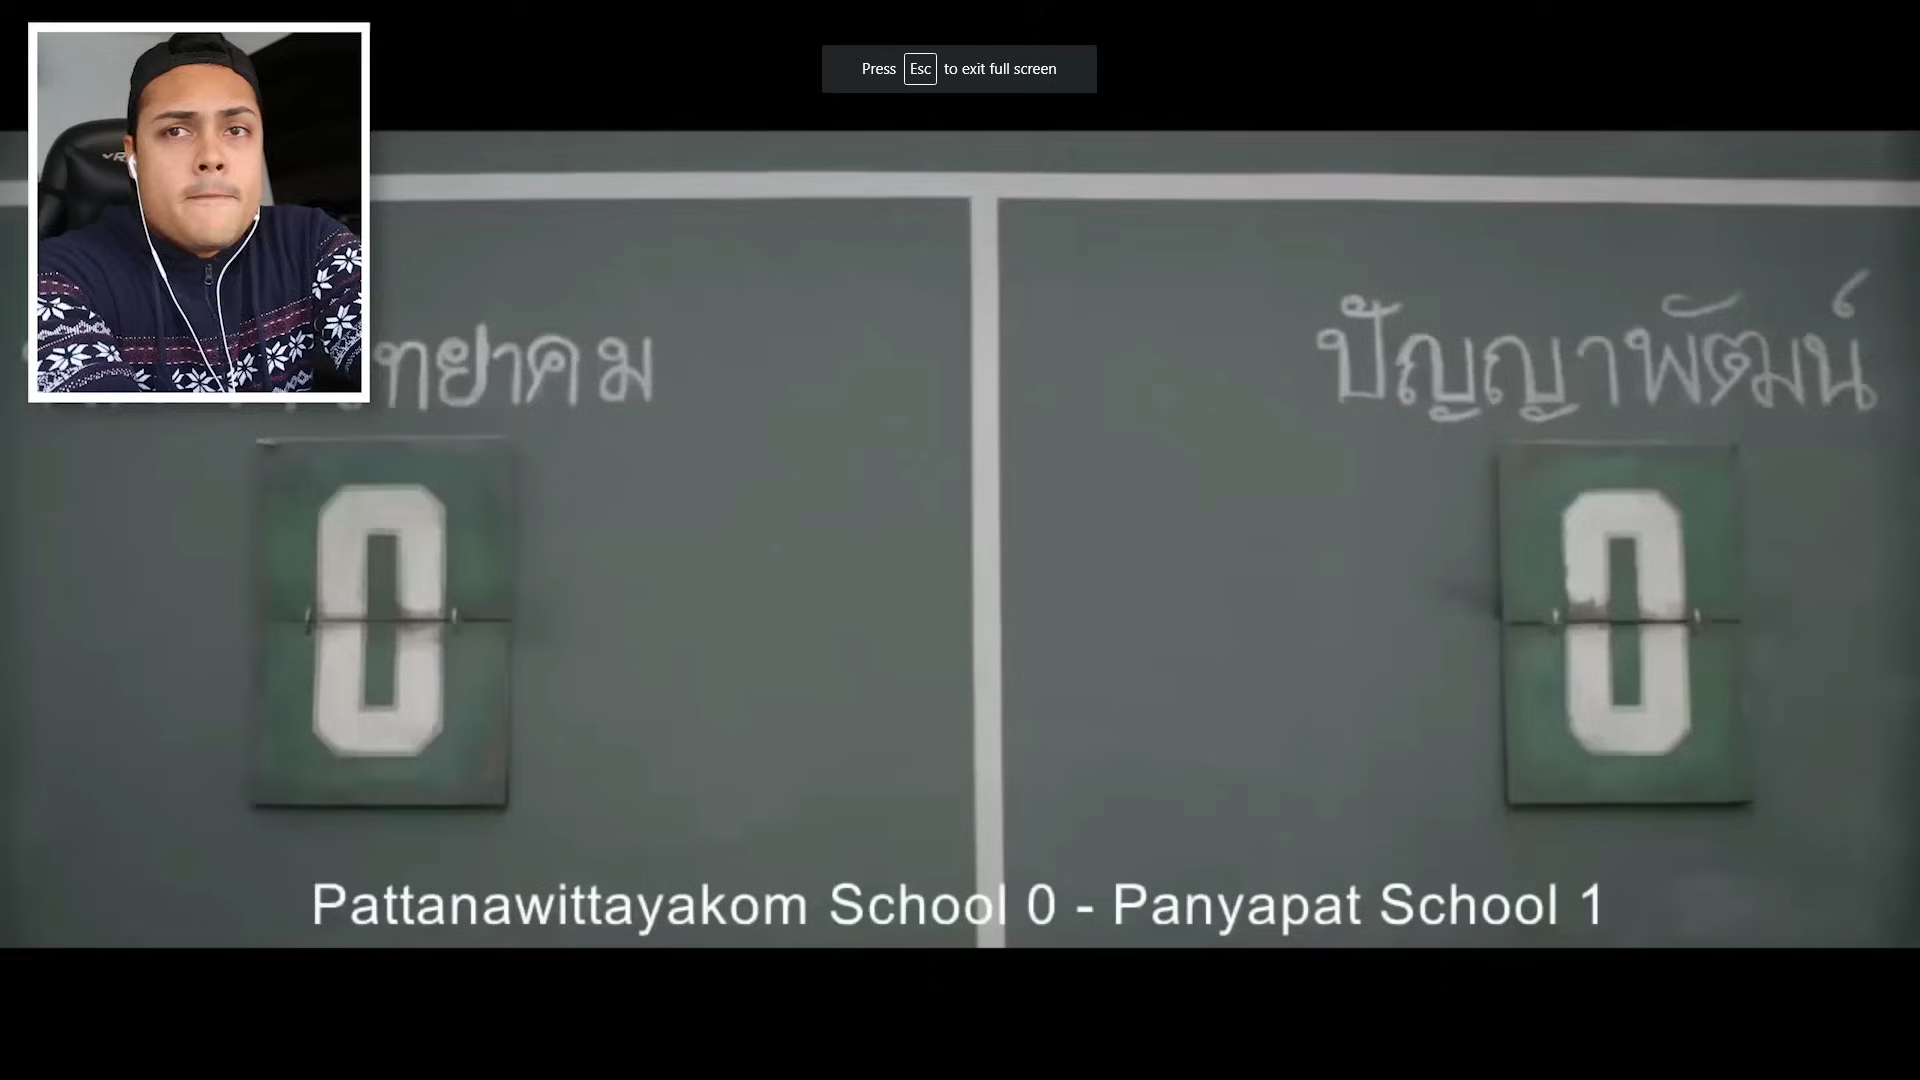 Press Esc to exit full screen
ทยาคม
ปัญญาพัฒน์
0
0
Pattanawittayakom School 0 - Panyapat School 1